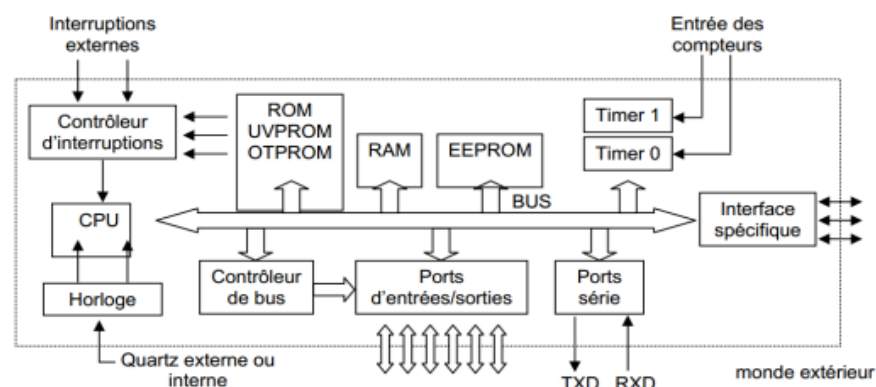 Interruptions
externes
Entrée des
compteurs
Contrôleur
d'interruptions
ROM
UVPROM
OTPROM
RAM
EEPROM
Timer 1
Timer 0
BUS
CPU
Interface
spécifique
Horloge
Contrôleur
de bus
Ports
d'entrées/sorties
Ports
série
Quartz externe ou
interne
TXD RXD
monde extérieur